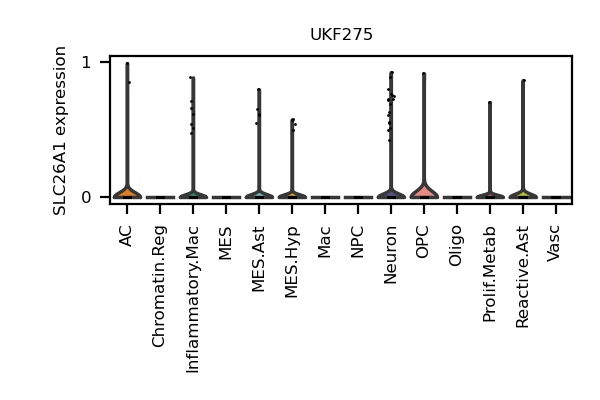 UKF275
SLC26A1 expression
1
0
AC
Chromatin.Reg
Inflammatory.Mac
MES
MES.Ast
MES.Hyp
Mac
NPC
Neuron
OPC
Oligo
Prolif.Metab
Reactive.Ast
Vasc